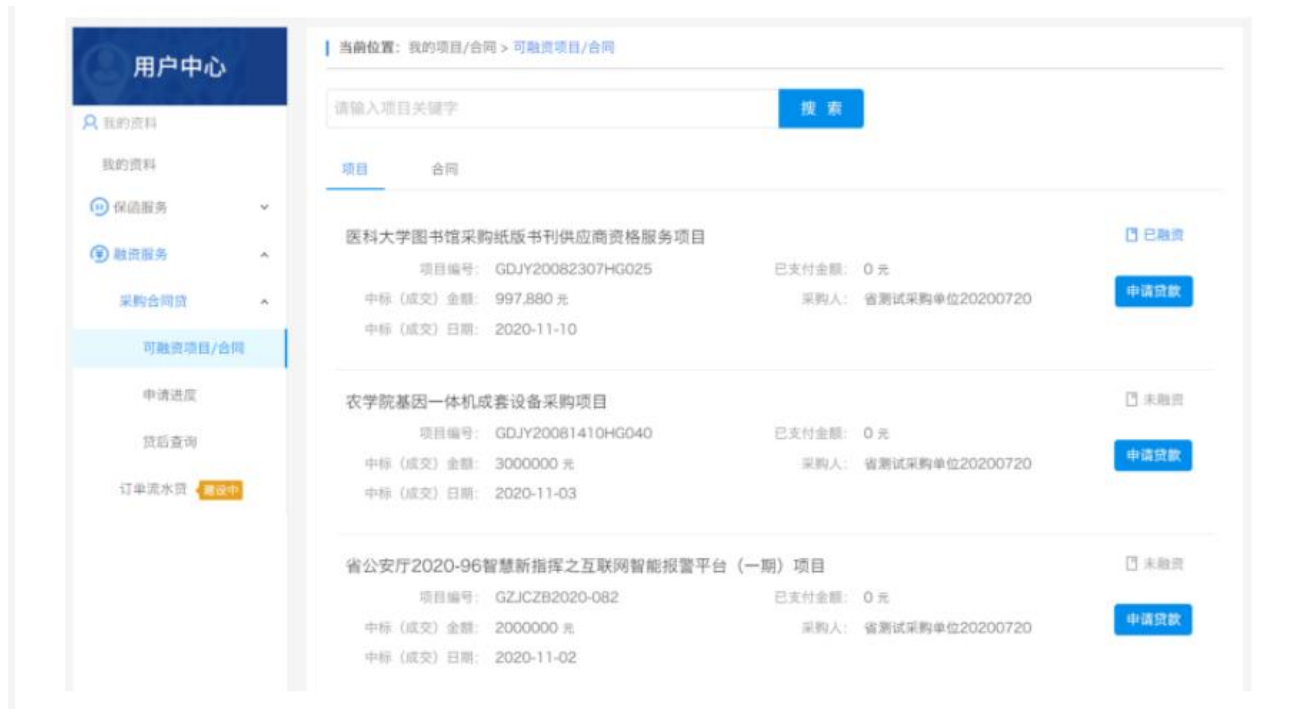 用户中心
我的资料
我的资料
保函服务
融资服务
采购合同贷
可融资项目/合同
申请进度
贷后查询
订单流水贷 建设中
当前位置：我的项目/合同 > 可融资项目/合同
请输入项目关键字 搜 索
项目 合同
医科大学图书馆采购纸版书刊供应商资格服务项目 已融资
项目编号： GDJY20082307HG025 已支付金额： 0 元
中标（成交）金额： 997,880 元 采购人： 省测试采购单位20200720 申请贷款
中标（成交）日期： 2020-11-10
农学院基因一体机成套设备采购项目 未融资
项目编号： GDJY20081410HG040 已支付金额： 0 元
中标（成交）金额： 3000000 元 采购人： 省测试采购单位20200720 申请贷款
中标（成交）日期： 2020-11-03
省公安厅2020-96智慧新指挥之互联网智能报警平台（一期）项目 未融资
项目编号： GZJCZB2020-082 已支付金额： 0 元
中标（成交）金额： 2000000 元 采购人： 省测试采购单位20200720 申请贷款
中标（成交）日期： 2020-11-02